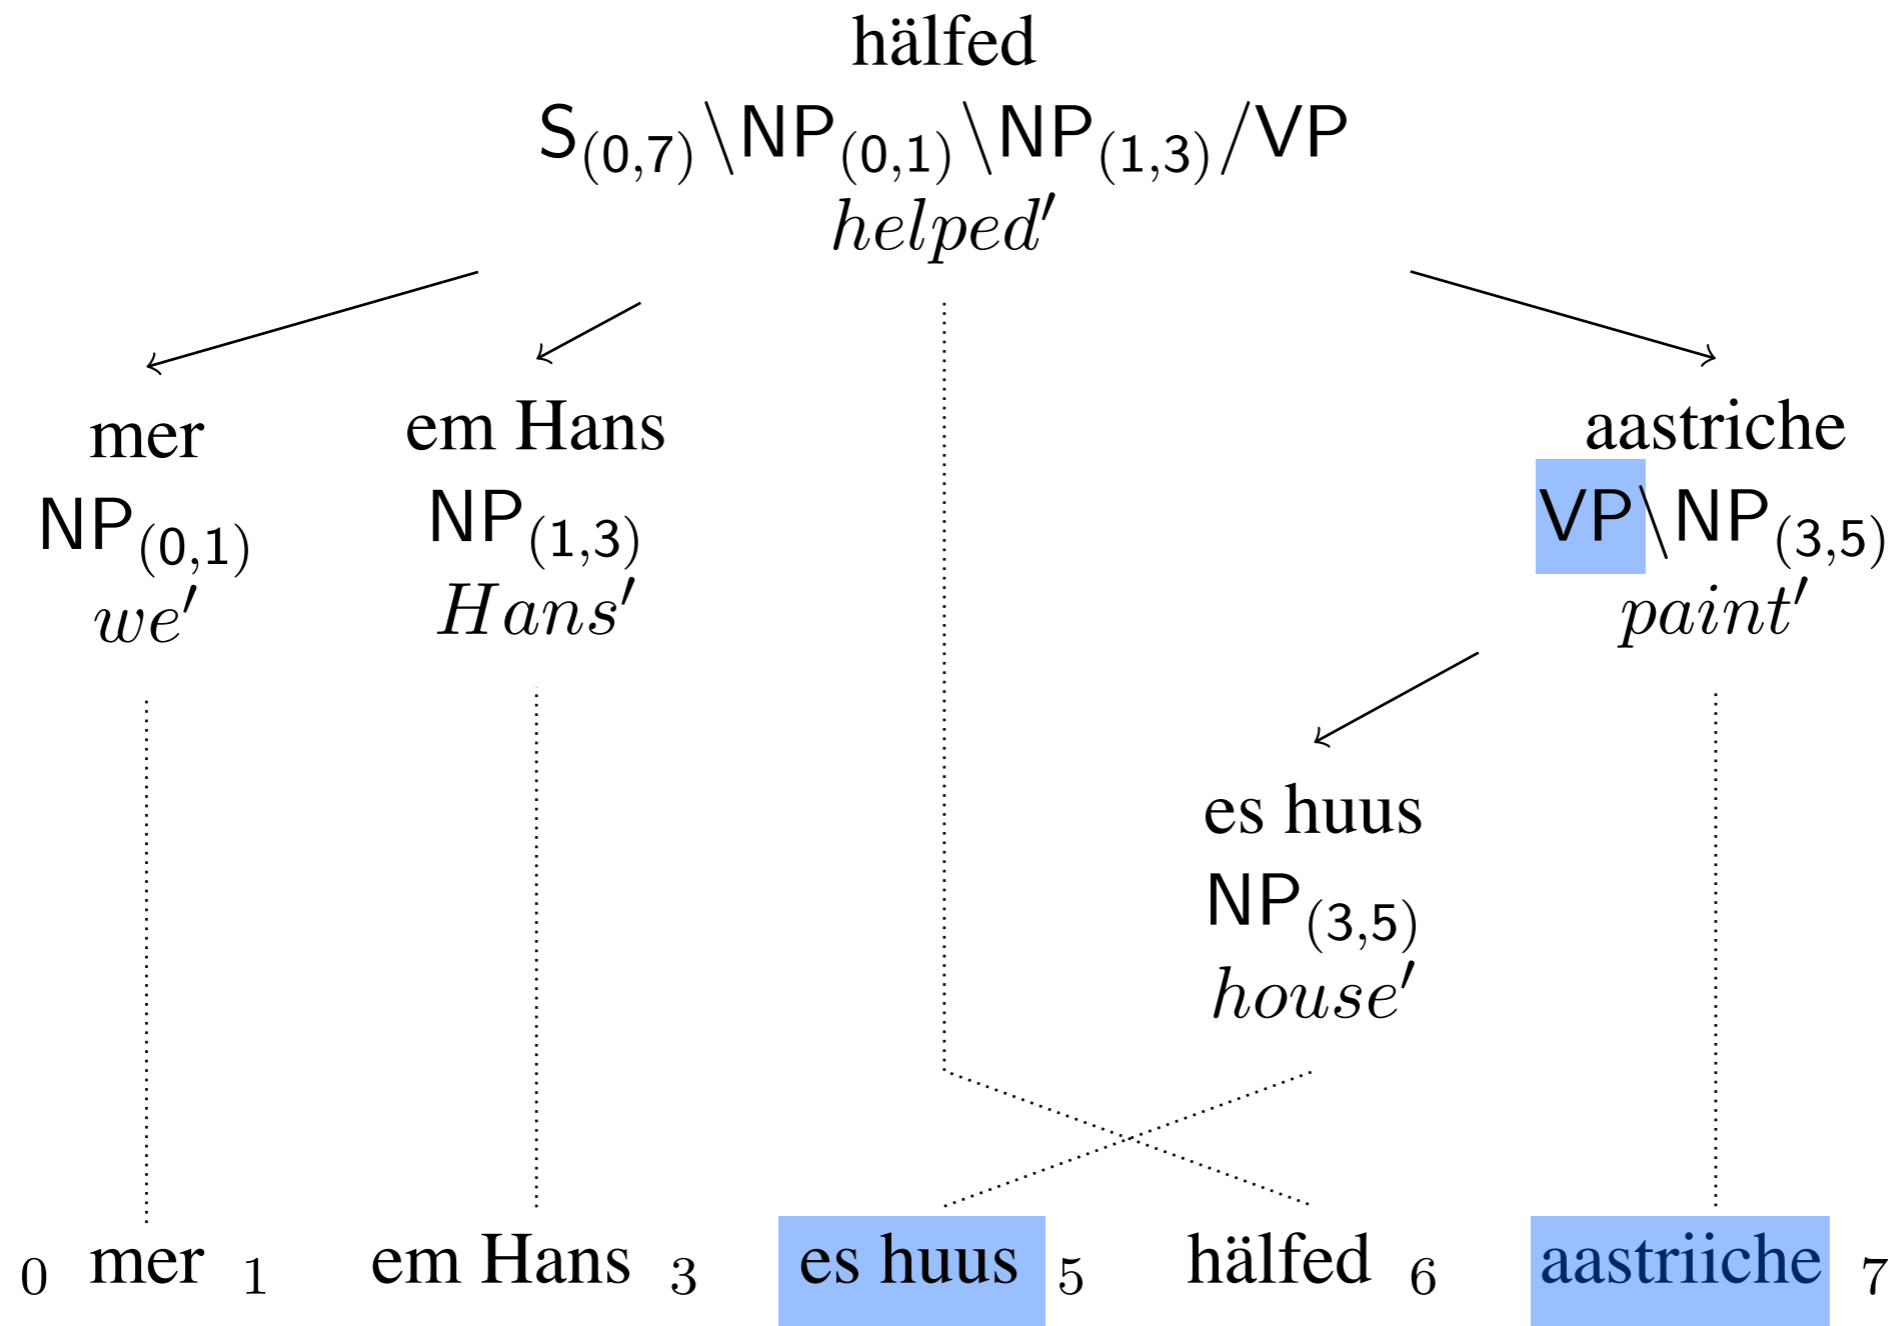 hälfed
S(0,7)\NP(0,1)\NP(1,3)/VP
helped′
mer
NP(0,1)
we′
em Hans
NP(1,3)
Hans′
aastriche
VP\NP(3,5)
paint′
es huus
NP(3,5)
house′
0 mer 1 em Hans 3 es huus 5 hälfed 6 aastriiche 7